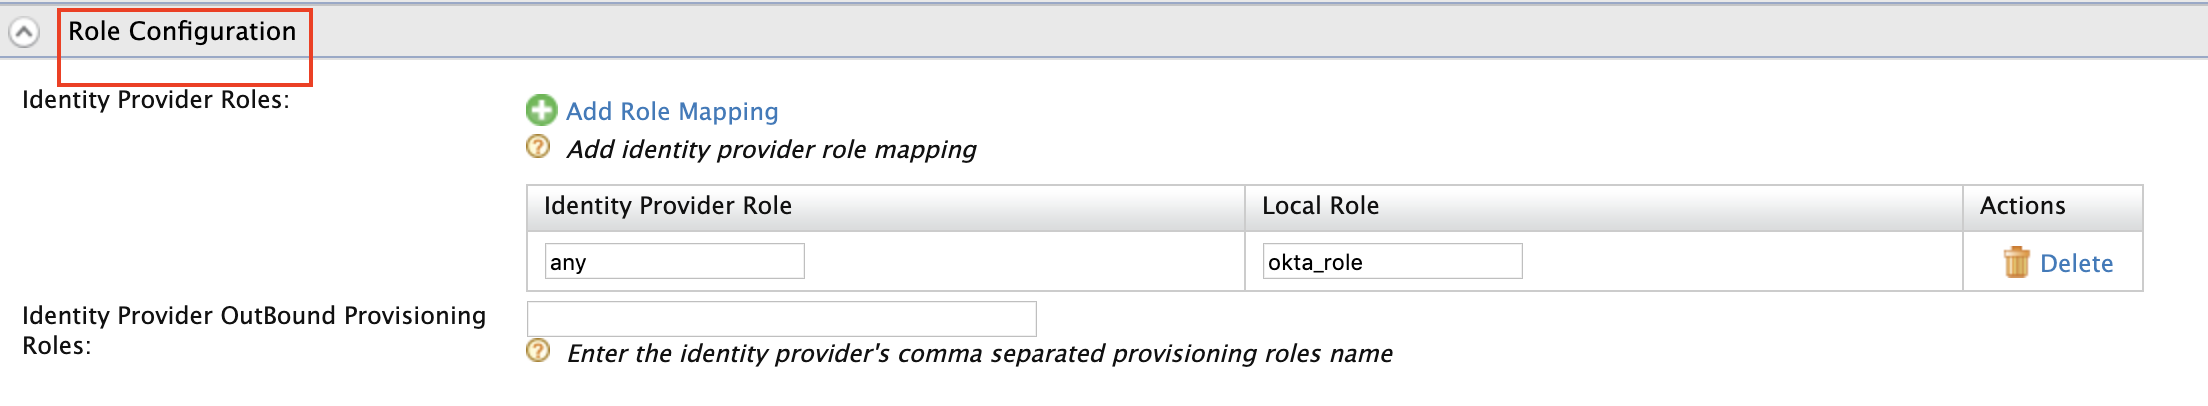 Role Configuration
Identity Provider Roles:
Add Role Mapping
Add identity provider role mapping
Identity Provider Role Local Role Actions
any okta_role Delete
Identity Provider OutBound Provisioning
Roles:
Enter the identity provider's comma separated provisioning roles name